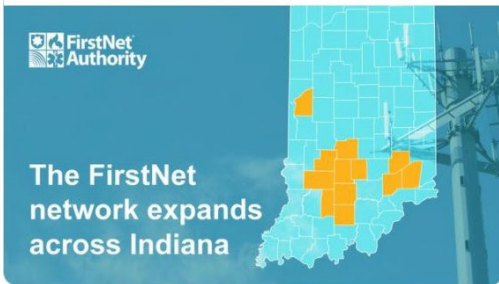 FirstNet
Authority
The FirstNet
network expands
across Indiana